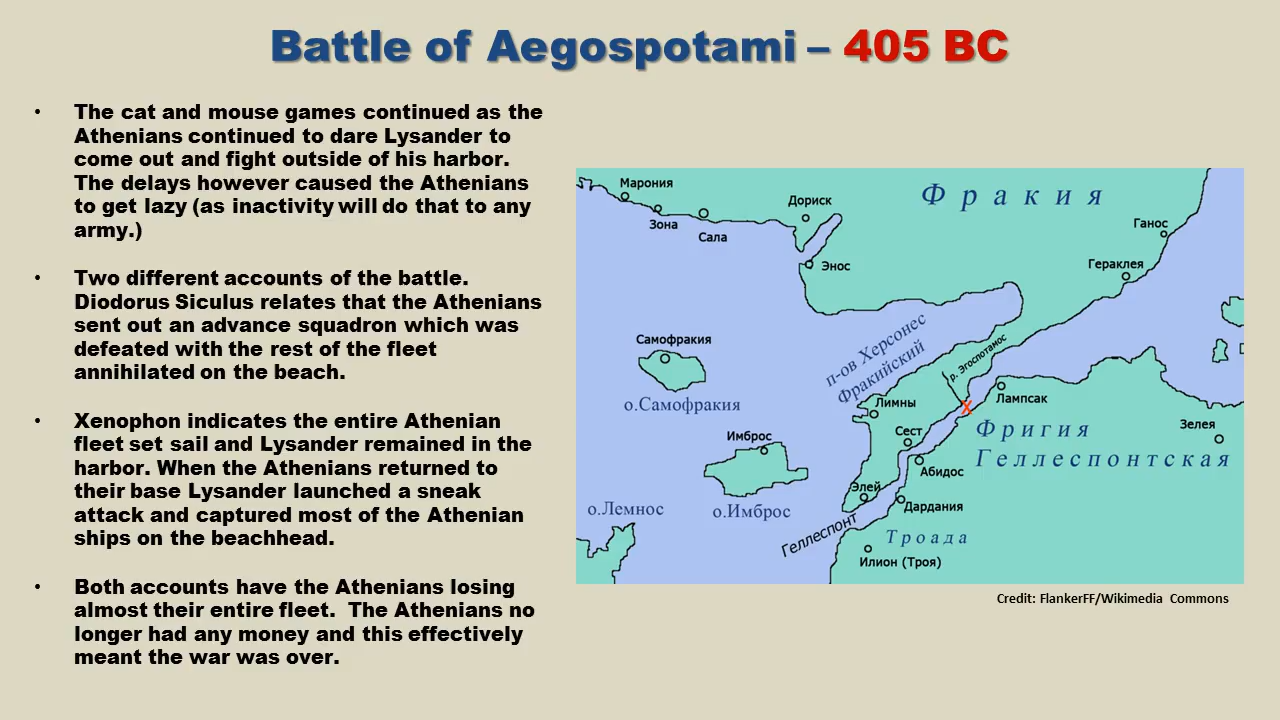 Battle of Aegospotami – 405 BC
• The cat and mouse games continued as the
Athenians continued to dare Lysander to
come out and fight outside of his harbor.
The delays however caused the Athenians
to get lazy (as inactivity will do that to any
army.)
• Two different accounts of the battle.
Diodorus Siculus relates that the Athenians
sent out an advance squadron which was
defeated with the rest of the fleet
annihilated on the beach.
• Xenophon indicates the entire Athenian
fleet set sail and Lysander remained in the
harbor. When the Athenians returned to
their base Lysander launched a sneak
attack and captured most of the Athenian
ships on the beachhead.
• Both accounts have the Athenians losing
almost their entire fleet.  The Athenians no
longer had any money and this effectively
meant the war was over.
Марония
Зона
Сала
Дориск
Энос
Фракия
Ганос
Гераклея
Самофракия
о.Самофракия
п-ов Херсонес
Фракийский
р. Эгоспотамос
Лимны
Лампсак
X
Сест
Фригия
Геллеспонтская
Зелея
Имброс
о.Имброс
Абидос
Элей
Дардания
о.Лемнос
Геллеспонт
Троада
Илион (Троя)
Credit: FlankerFF/Wikimedia Commons